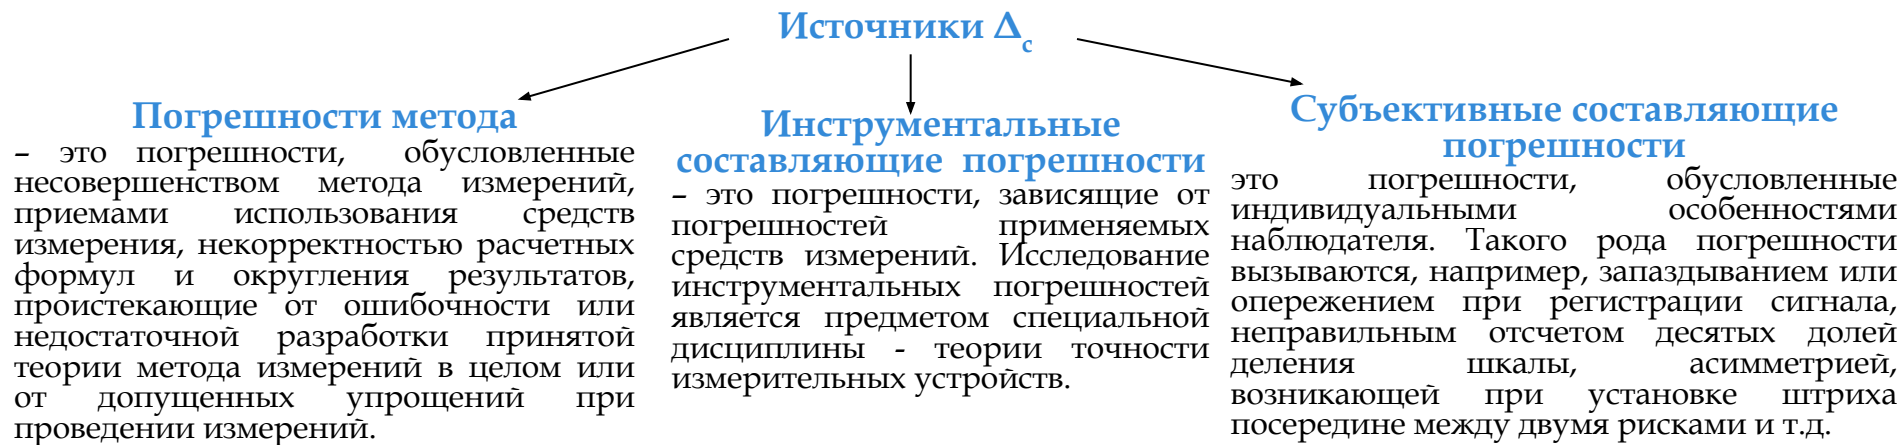 Источники Δс
Погрешности метода
– это погрешности, обусловленные
несовершенством метода измерений,
приемами использования средств
измерения, некорректностью расчетных
формул и округления результатов,
проистекающие от ошибочности или
недостаточной разработки принятой
теории метода измерений в целом или
от допущенных упрощений при
проведении измерений.
Инструментальные
составляющие погрешности
– это погрешности, зависящие от
погрешностей применяемых
средств измерений. Исследование
инструментальных погрешностей
является предметом специальной
дисциплины - теории точности
измерительных устройств.
Субъективные составляющие
погрешности
это погрешности, обусловленные
индивидуальными особенностями
наблюдателя. Такого рода погрешности
вызываются, например, запаздыванием или
опережением при регистрации сигнала,
неправильным отсчетом десятых долей
деления шкалы, асимметрией,
возникающей при установке штриха
посередине между двумя рисками и т.д.